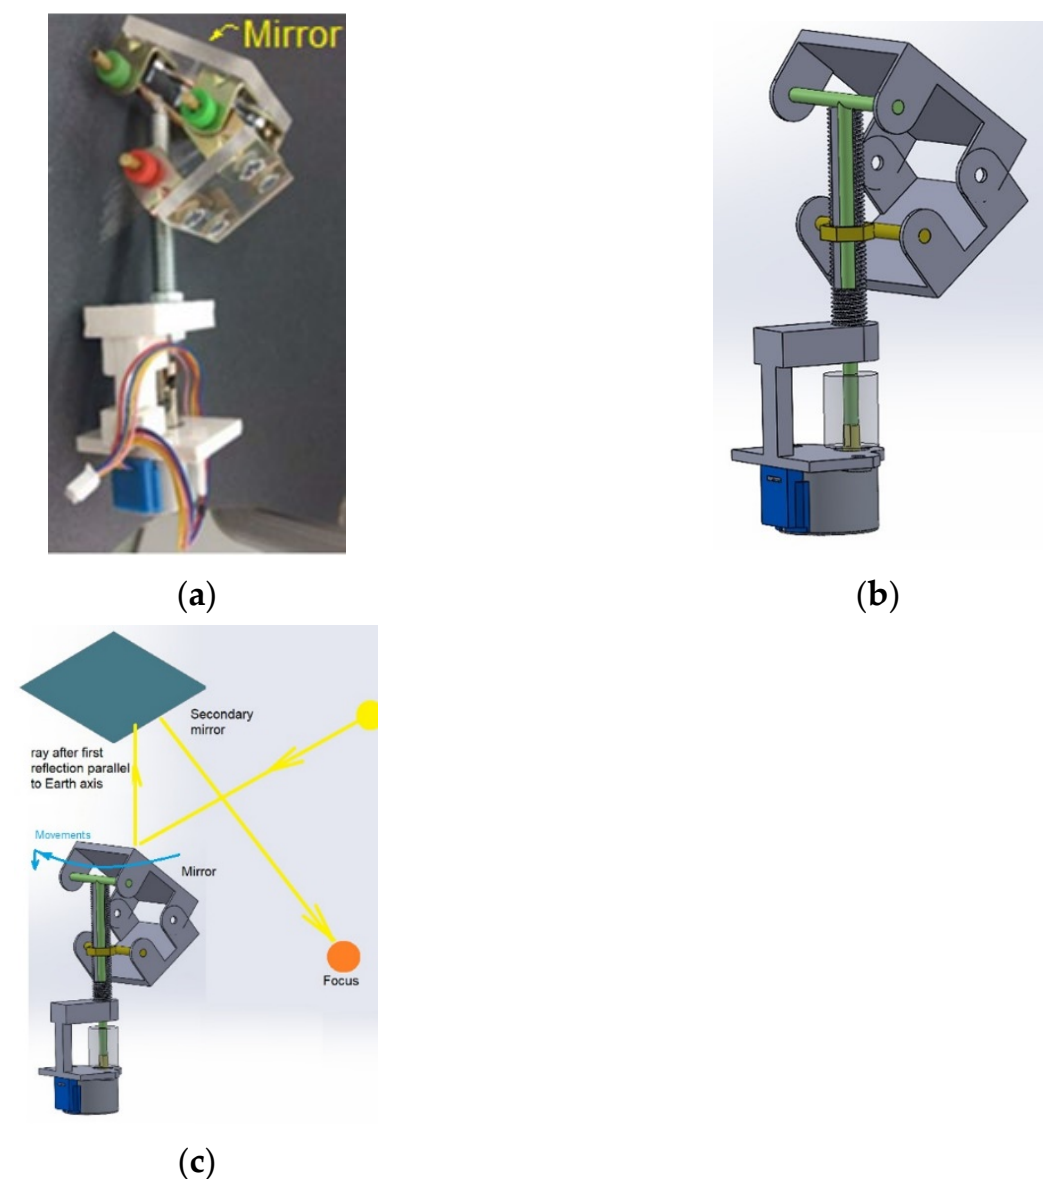 Mirror
(a)
(b)
Secondary
mirror
ray after first
reflection parallel
to Earth axis
Movements
Mirror
Focus
(c)